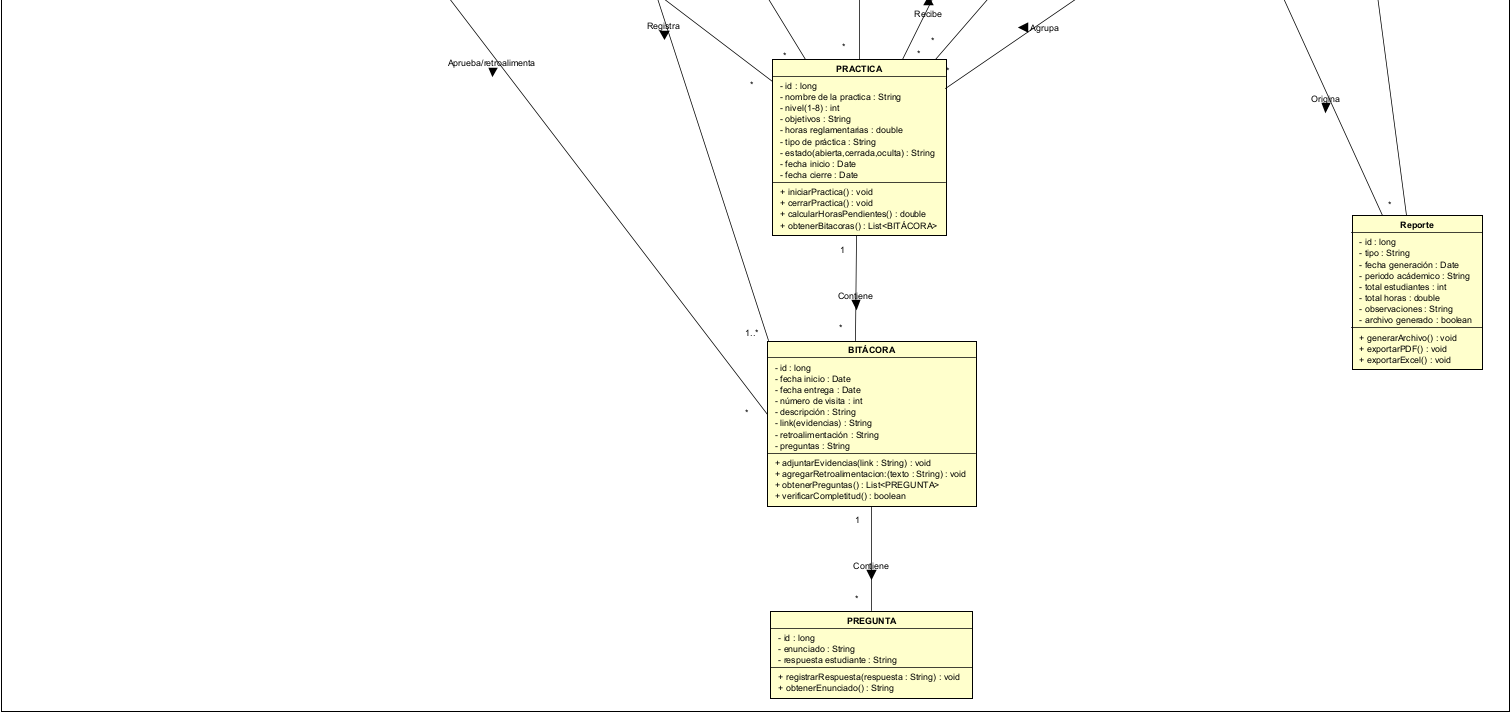 Recibe
Registra
Agrupa
*
*
*
*
Aprueba/retroalimenta
*
*
PRACTICA
- id : long
- nombre de la practica : String
- nivel(1-8) : int
- objetivos : String
- horas reglamentarias : double
- tipo de práctica : String
- estado(abierta,cerrada,oculta) : String
- fecha inicio : Date
- fecha cierre : Date
+ iniciarPractica() : void
+ cerrarPractica() : void
+ calcularHorasPendientes() : double
+ obtenerBitacoras() : List<BITÁCORA>
Origina
*
Reporte
- id : long
- tipo : String
- fecha generación : Date
- periodo acádemico : String
- total estudiantes : int
- total horas : double
- observaciones : String
- archivo generado : boolean
+ generarArchivo() : void
+ exportarPDF() : void
+ exportarExcel() : void
1
Contiene
*
1..*
*
BITÁCORA
- id : long
- fecha inicio : Date
- fecha entrega : Date
- número de visita : int
- descripción : String
- link(evidencias) : String
- retroalimentación : String
- preguntas : String
+ adjuntarEvidencias(link : String) : void
+ agregarRetroalimentacion:(texto : String) : void
+ obtenerPreguntas() : List<PREGUNTA>
+ verificarCompletitud() : boolean
1
Contiene
*
PREGUNTA
- id : long
- enunciado : String
- respuesta estudiante : String
+ registrarRespuesta(respuesta : String) : void
+ obtenerEnunciado() : String